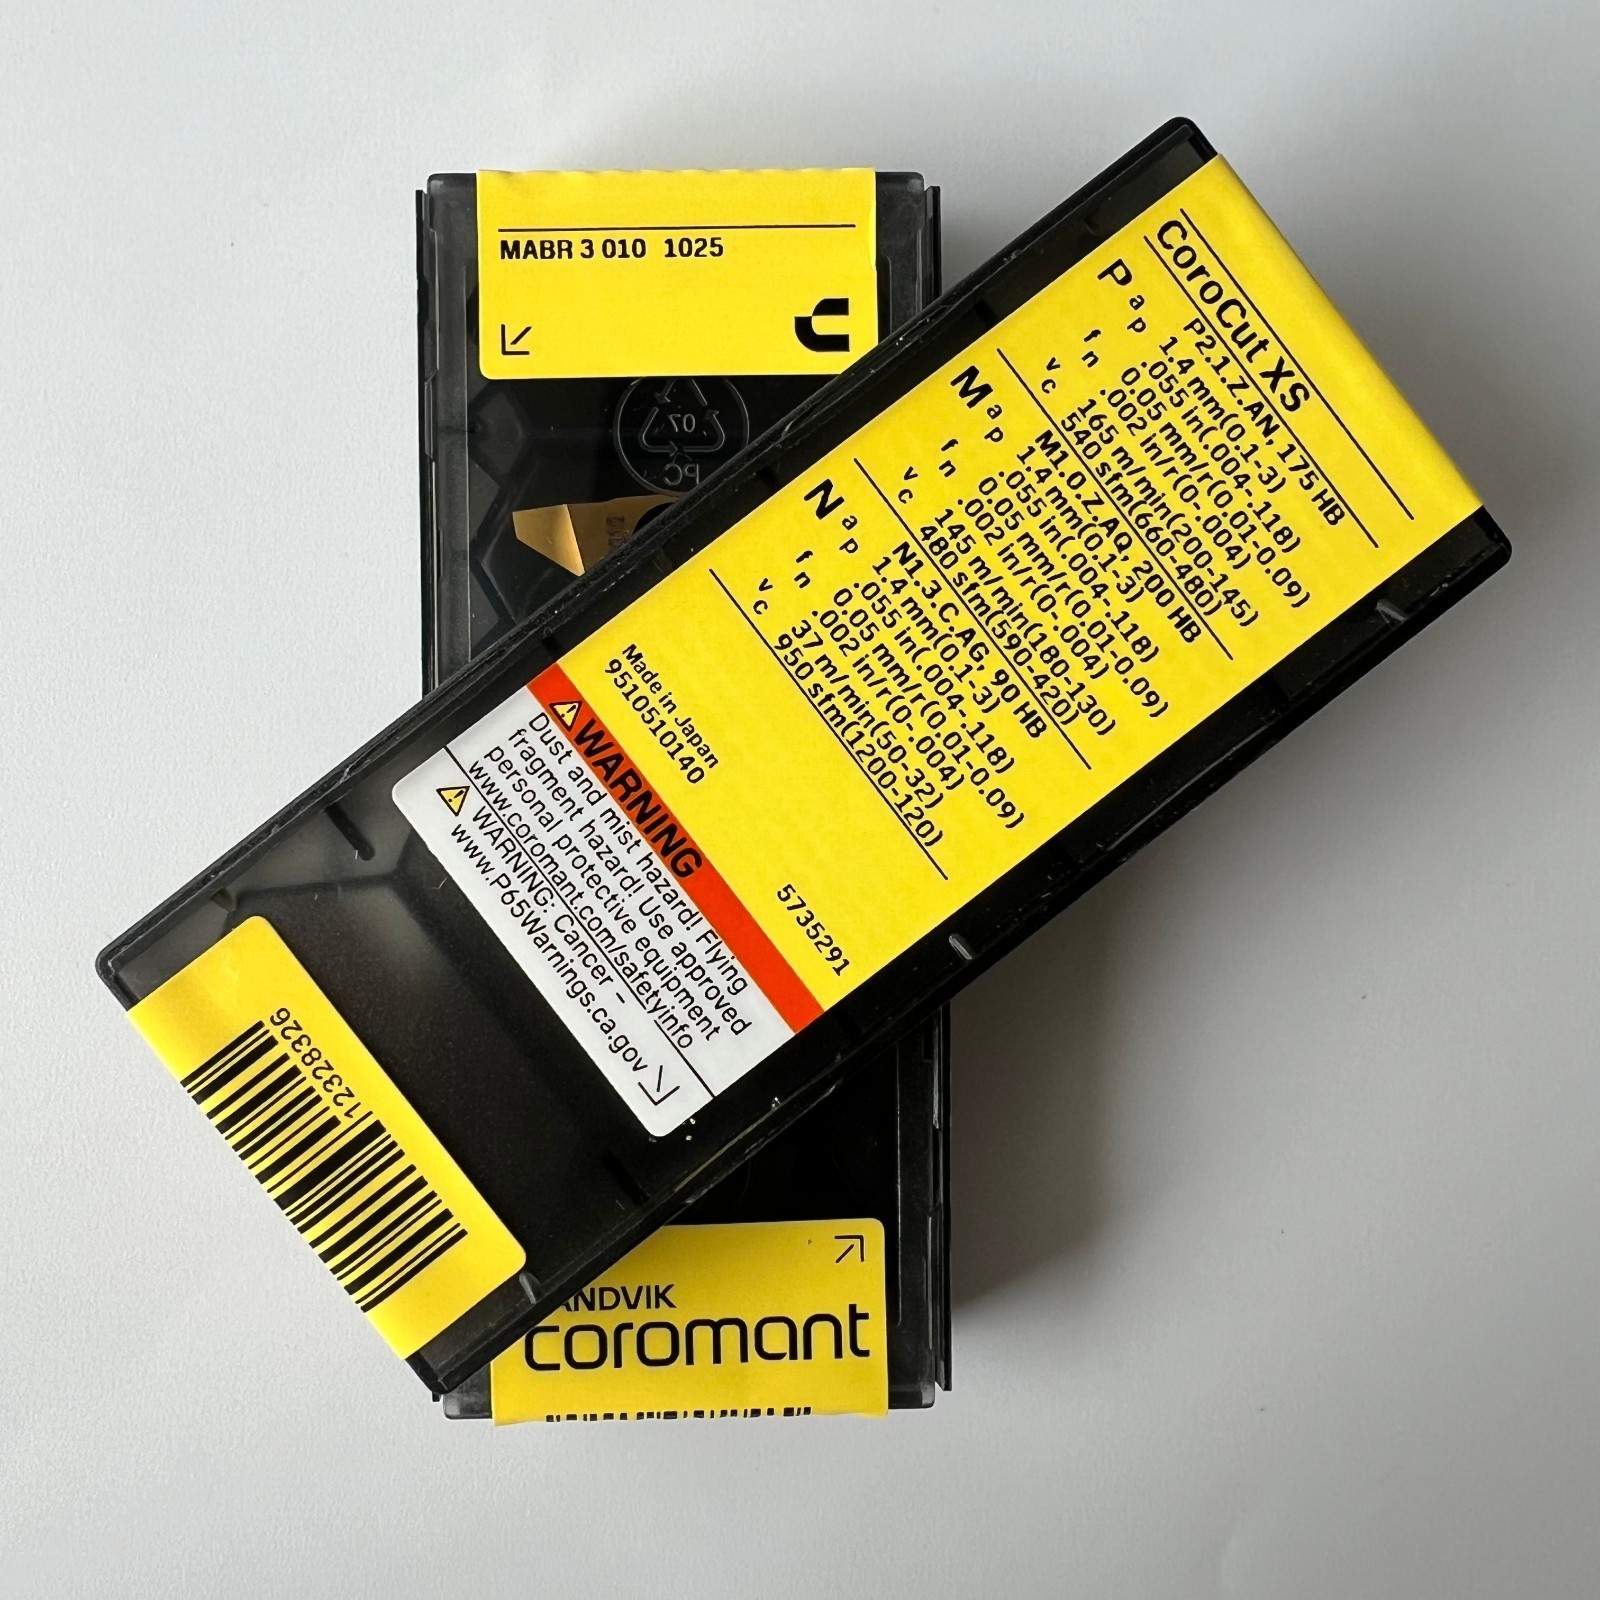 MABR 3 010 1025
07
PC
CoroCut XS
P
P2.1.Z.AN, 175 HB
ap 1.4 mm(0.1-3)
.055 in(.004-.118)
fn 0.05 mm/r(0.01-0.09)
.002 in/r(0-.004)
vc 165 m/min(200-145)
540 sfm(660-480)
M
M1.0.Z.AQ, 200 HB
ap 1.4 mm(0.1-3)
.055 in(.004-.118)
fn 0.05 mm/r(0.01-0.09)
.002 in/r(0-.004)
vc 145 m/min(180-130)
480 sfm(590-420)
N
N1.3.C.AG, 90 HB
ap 1.4 mm(0.1-3)
.055 in(.004-.118)
fn 0.05 mm/r(0.01-0.09)
.002 in/r(0-.004)
vc 37 m/min(50-32)
950 sfm(1200-120)
Made in Japan
9510510140
5735291
WARNING
Dust and mist hazard! Flying
fragment hazard! Use approved
personal protective equipment
www.coromant.com/safetyinfo
WARNING: Cancer -
www.P65Warnings.ca.gov
12328326
ANDVIK
coromant